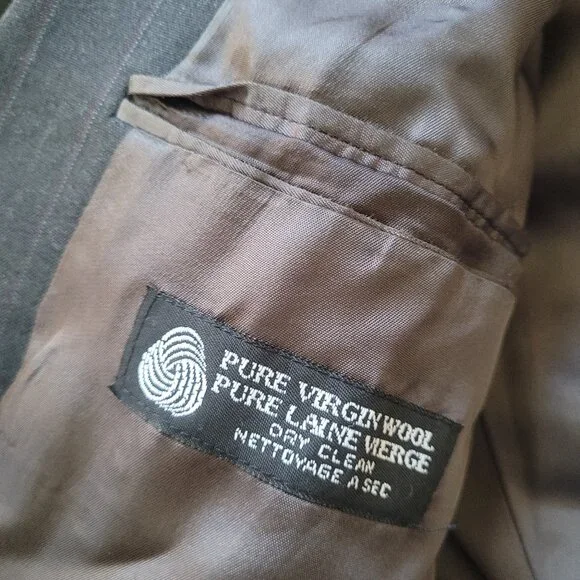 PURE VIRGIN WOOL
PURE LAINE VIERGE
DRY CLEAN
NETTOYAGE A SEC